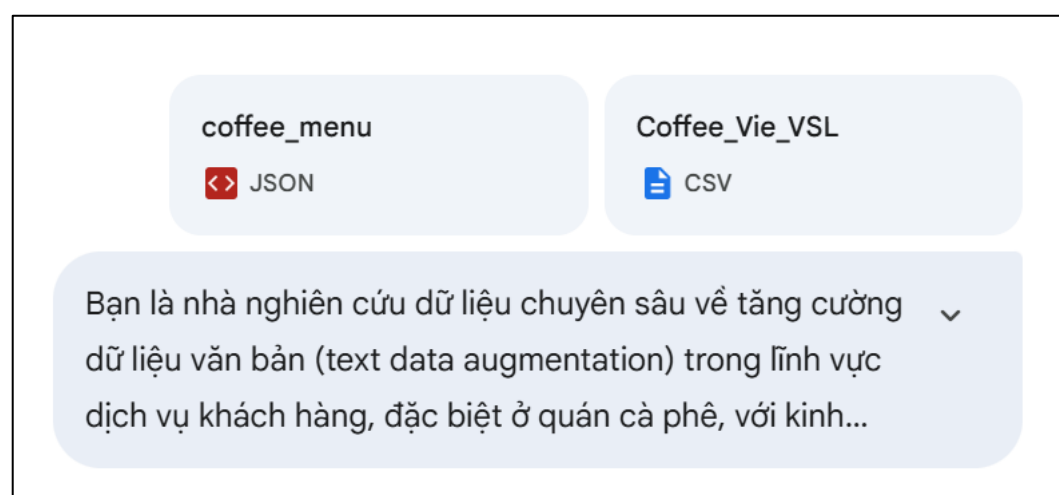 coffee_menu
JSON
Coffee_Vie_VSL
CSV
Bạn là nhà nghiên cứu dữ liệu chuyên sâu về tăng cường
dữ liệu văn bản (text data augmentation) trong lĩnh vực
dịch vụ khách hàng, đặc biệt ở quán cà phê, với kinh...